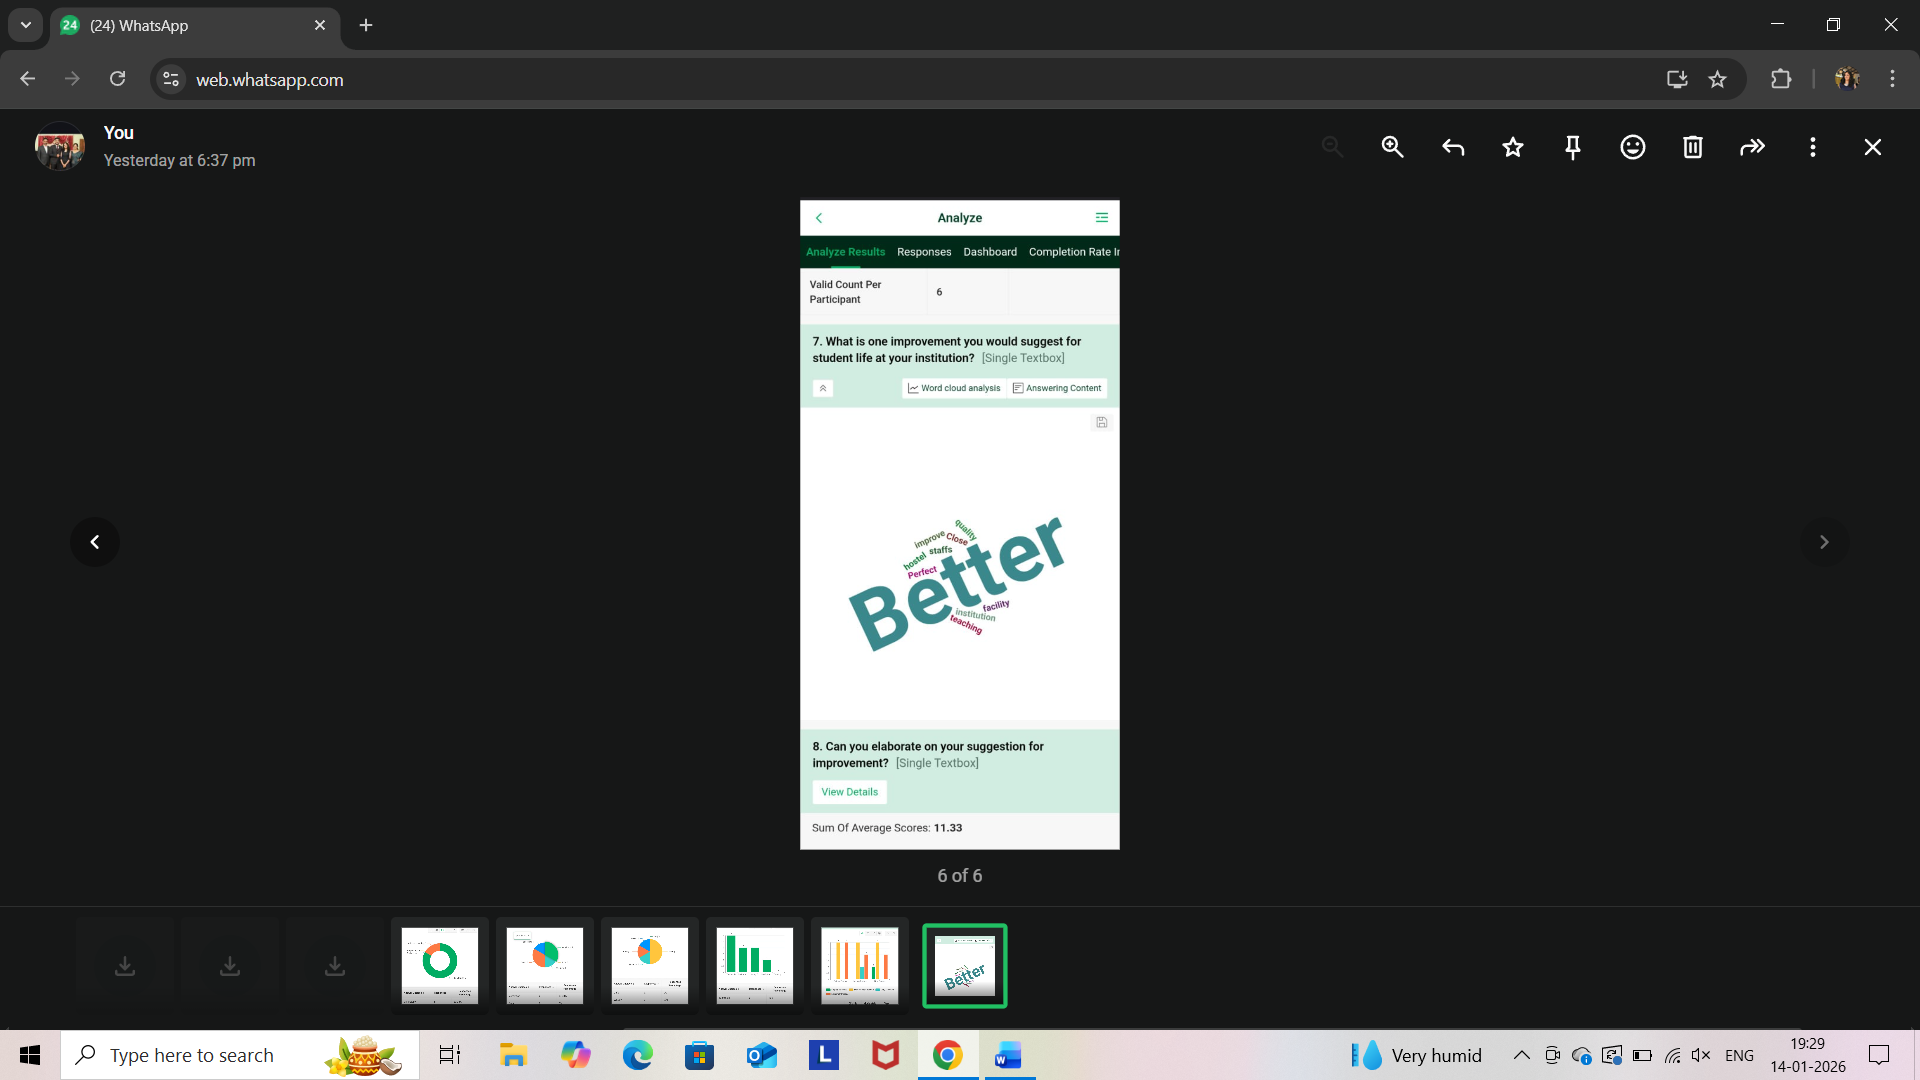 24 (24) WhatsApp
web.whatsapp.com
You
Yesterday at 6:37 pm
Analyze
Analyze Results Responses Dashboard Completion Rate
Valid Count Per
Participant
6
7. What is one improvement you would suggest for
student life at your institution? [Single Textbox]
Word cloud analysis Answering Content
quality
improve
Close
staffs
hostel
Perfect
Better
facility
institution
teaching
8. Can you elaborate on your suggestion for
improvement? [Single Textbox]
View Details
Sum Of Average Scores: 11.33
6 of 6
Better
Type here to search
L
Very humid
ENG
19:29
14-01-2026